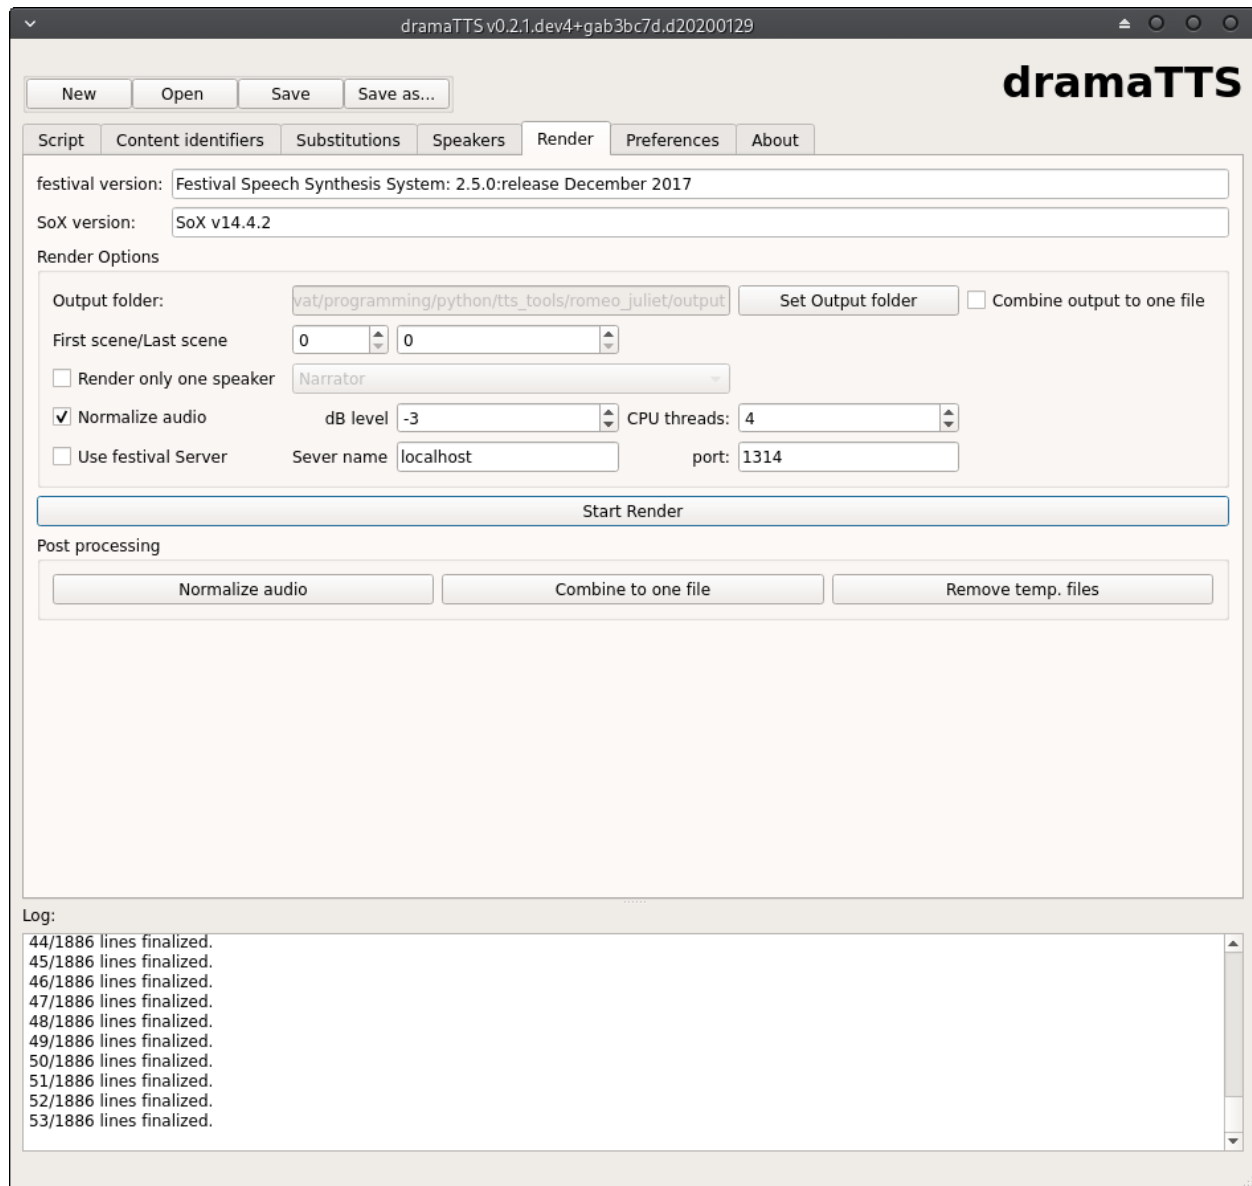 dramaTTS v0.2.1.dev4+gab3bc7d.d20200129
dramaTTS
New Open Save Save as...
Script Content identifiers Substitutions Speakers Render Preferences About
festival version: Festival Speech Synthesis System: 2.5.0:release December 2017
SoX version: SoX v14.4.2
Render Options
Output folder: vat/programming/python/tts_tools/romeo_juliet/output Set Output folder Combine output to one file
First scene/Last scene 0 0
Render only one speaker Narrator
Normalize audio dB level -3 CPU threads: 4
Use festival Server Sever name localhost port: 1314
Start Render
Post processing
Normalize audio Combine to one file Remove temp. files
Log:
44/1886 lines finalized.
45/1886 lines finalized.
46/1886 lines finalized.
47/1886 lines finalized.
48/1886 lines finalized.
49/1886 lines finalized.
50/1886 lines finalized.
51/1886 lines finalized.
52/1886 lines finalized.
53/1886 lines finalized.